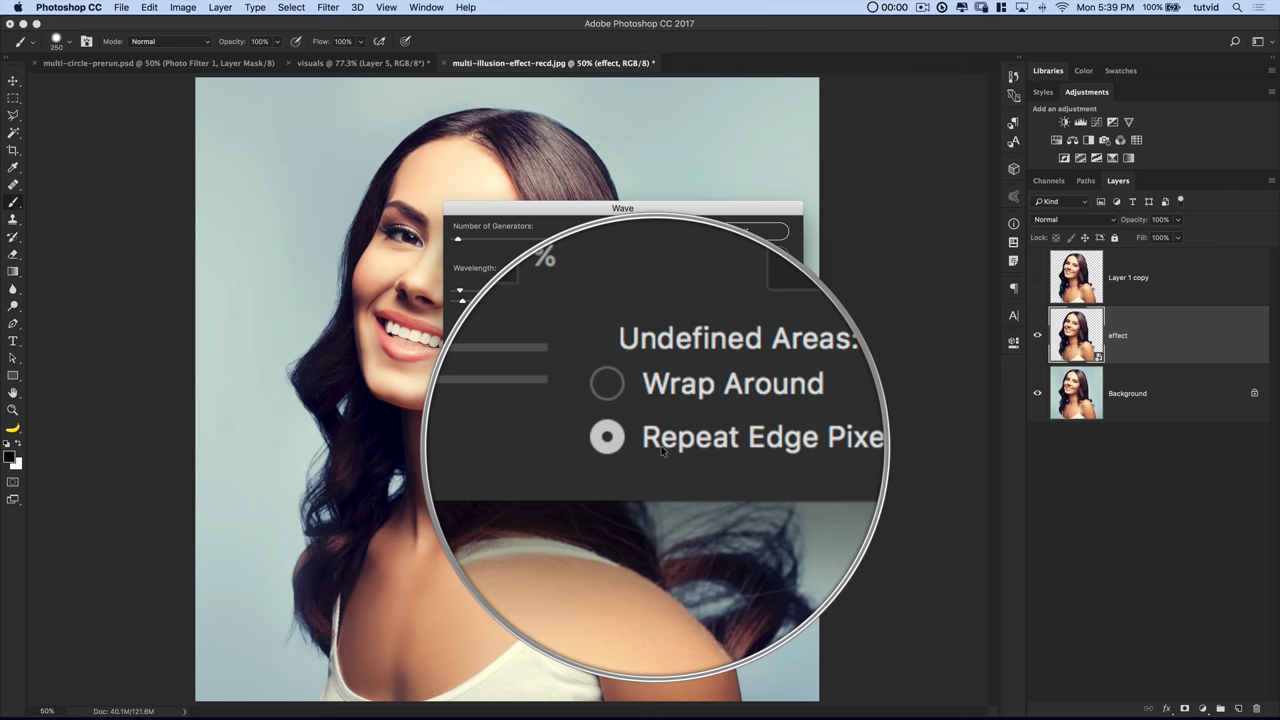 Photoshop CC File Edit Image Layer Type Select Filter 3D View Window Help 00:00 100% Mon 5:39 PM tutvid
Adobe Photoshop CC 2017
250 Mode: Normal Opacity: 100% Flow: 100%
multi-circle-prerun.psd @ 50% (Photo Filter 1, Layer Mask/8) visuals @ 77.3% (Layer 5, RGB/8*) * multi-illusion-effect-recd.jpg @ 50% (effect, RGB/8) *
Libraries Color Swatches
Styles Adjustments
Add an adjustment
Channels Paths Layers
Kind
Normal Opacity: 100%
Lock: Fill: 100%
Layer 1 copy
effect
Background
Wave
Number of Generators:
Wavelength:
%
Undefined Areas:
Wrap Around
Repeat Edge Pixe
50% Doc: 40.1M/121.6M